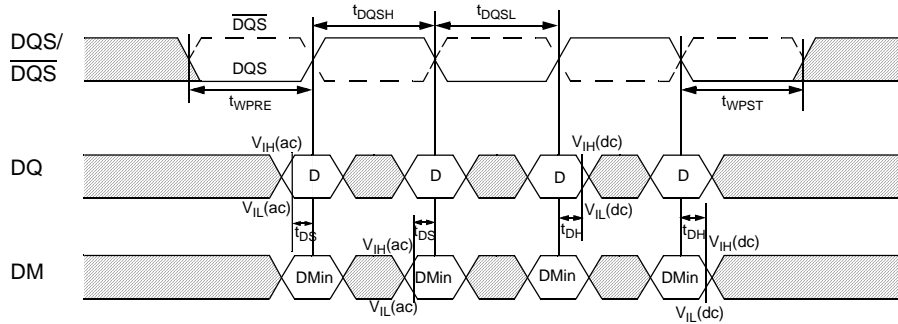 tDQSH tDQSL
DQS/
DQS
DQS
DQS
tWPRE tWPST
VIH(ac) VIH(dc)
DQ D D D D
VIL(ac) VIL(dc)
tDS tDS tDH tDH
VIH(ac) VIH(dc)
DM DMin DMin DMin DMin
VIL(ac) VIL(dc)